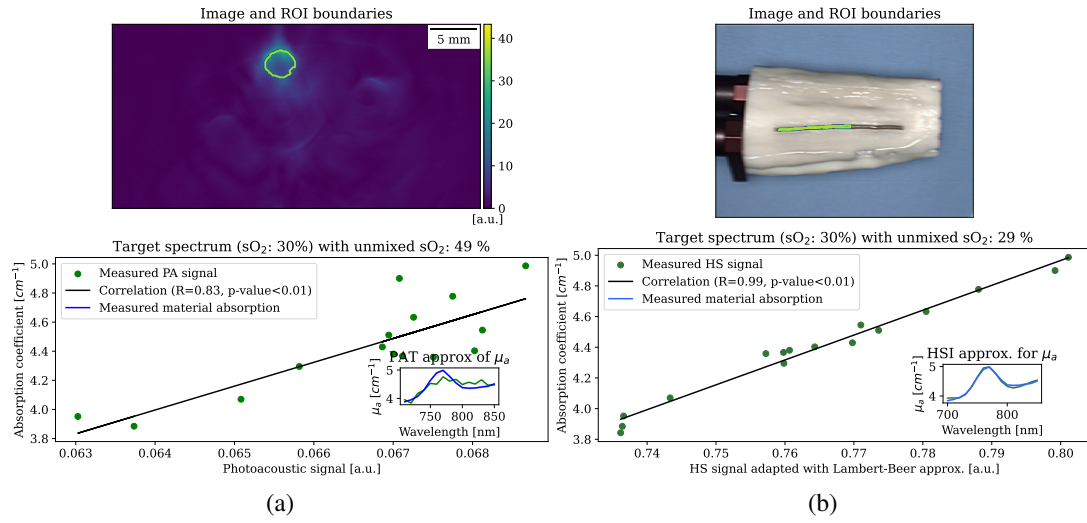 Image and ROI boundaries
5 mm
40
30
20
10
0
[a.u.]
Target spectrum (sO₂: 30%) with unmixed sO₂: 49 %
Absorption coefficient [cm⁻¹]
5.0
4.8
4.6
4.4
4.2
4.0
3.8
Measured PA signal
Correlation (R=0.83, p-value<0.01)
Measured material absorption
PAT approx of μₐ
μₐ [cm⁻¹]
5
4
750
800
850
Wavelength [nm]
0.063
0.064
0.065
0.066
0.067
0.068
Photoacoustic signal [a.u.]
(a)
Image and ROI boundaries
Target spectrum (sO₂: 30%) with unmixed sO₂: 29 %
Absorption coefficient [cm⁻¹]
5.0
4.8
4.6
4.4
4.2
4.0
3.8
Measured HS signal
Correlation (R=0.99, p-value<0.01)
Measured material absorption
HSI approx. for μₐ
μₐ [cm⁻¹]
5
4
700
800
Wavelength [nm]
0.74
0.75
0.76
0.77
0.78
0.79
0.80
HS signal adapted with Lambert-Beer approx. [a.u.]
(b)